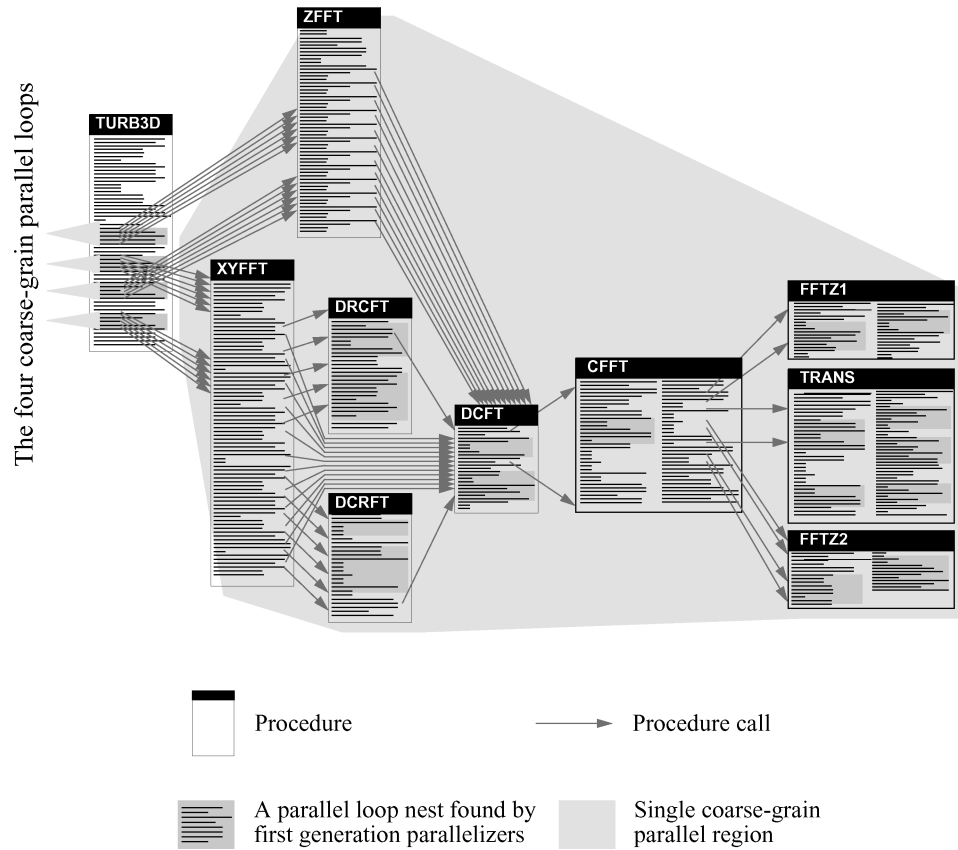 The four coarse-grain parallel loops
TURB3D
ZFFT
XYFFT
DRCFT
DCRFT
DCFT
CFFT
FFTZ1
TRANS
FFTZ2
Procedure
Procedure call
A parallel loop nest found by
first generation parallelizers
Single coarse-grain
parallel region